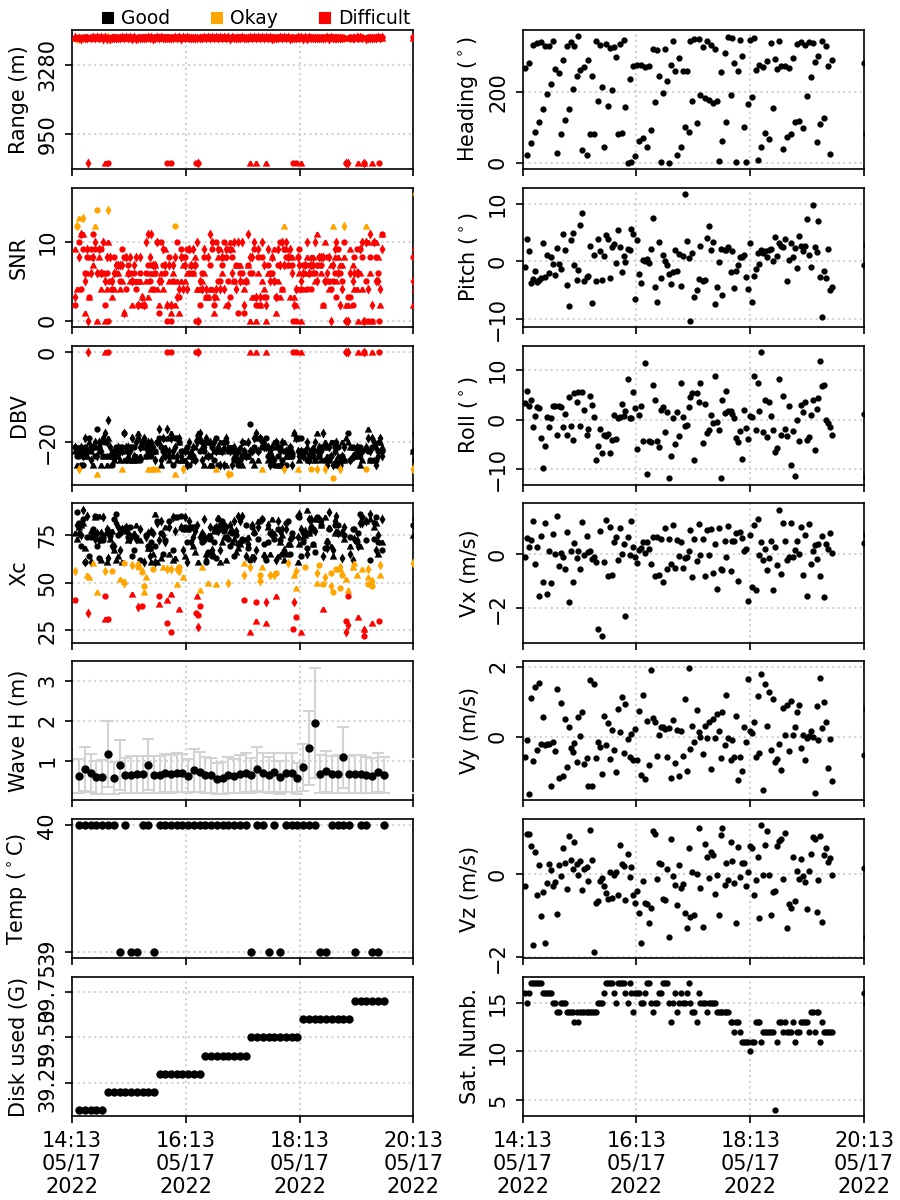 Good Okay Difficult
Range (m)
3280
950
Heading (°)
200
0
SNR
10
0
Pitch (°)
10
0
−10
DBV
0
−20
Roll (°)
10
0
−10
Xc
75
50
25
Vx (m/s)
0
−2
Wave H (m)
3
2
1
Vy (m/s)
2
0
Temp (°C)
40
39
Vz (m/s)
0
−2
Disk used (G)
39.75
39.50
39.25
Sat. Numb.
15
10
5
14:13 16:13 18:13 20:13
05/17 05/17 05/17 05/17
2022 2022 2022 2022
14:13 16:13 18:13 20:13
05/17 05/17 05/17 05/17
2022 2022 2022 2022